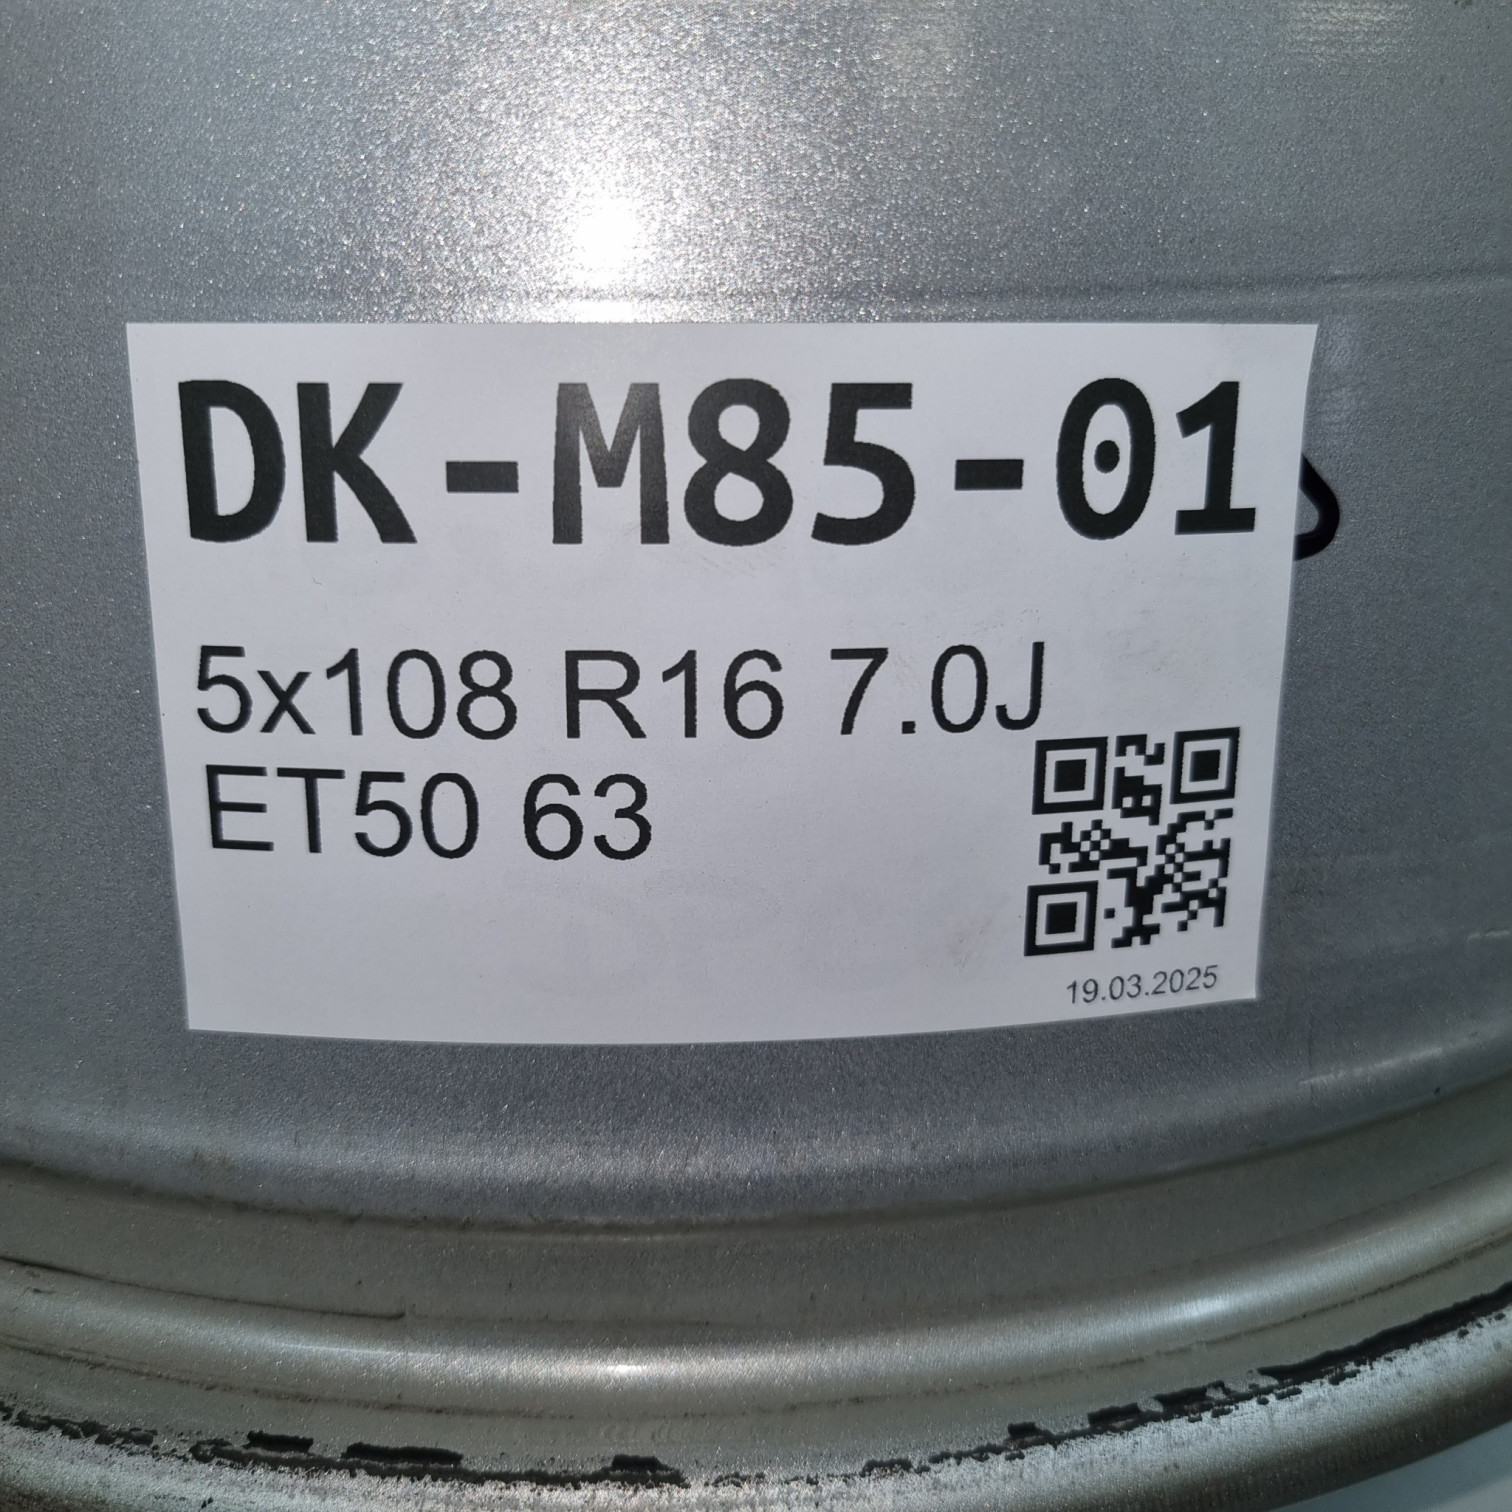 DK-M85-01
5x108 R16 7.0J
ET50 63
19.03.2025